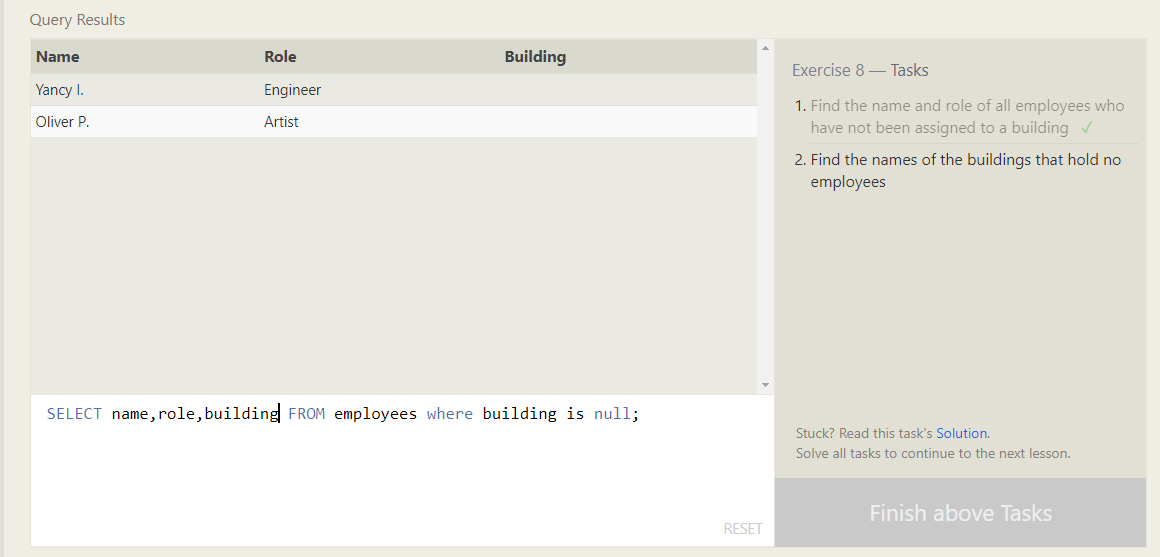 Query Results
Name Role Building
Yancy I. Engineer
Oliver P. Artist
SELECT name,role,building FROM employees where building is null;
RESET
Exercise 8 — Tasks
1. Find the name and role of all employees who
have not been assigned to a building ✓
2. Find the names of the buildings that hold no
employees
Stuck? Read this task's Solution.
Solve all tasks to continue to the next lesson.
Finish above Tasks